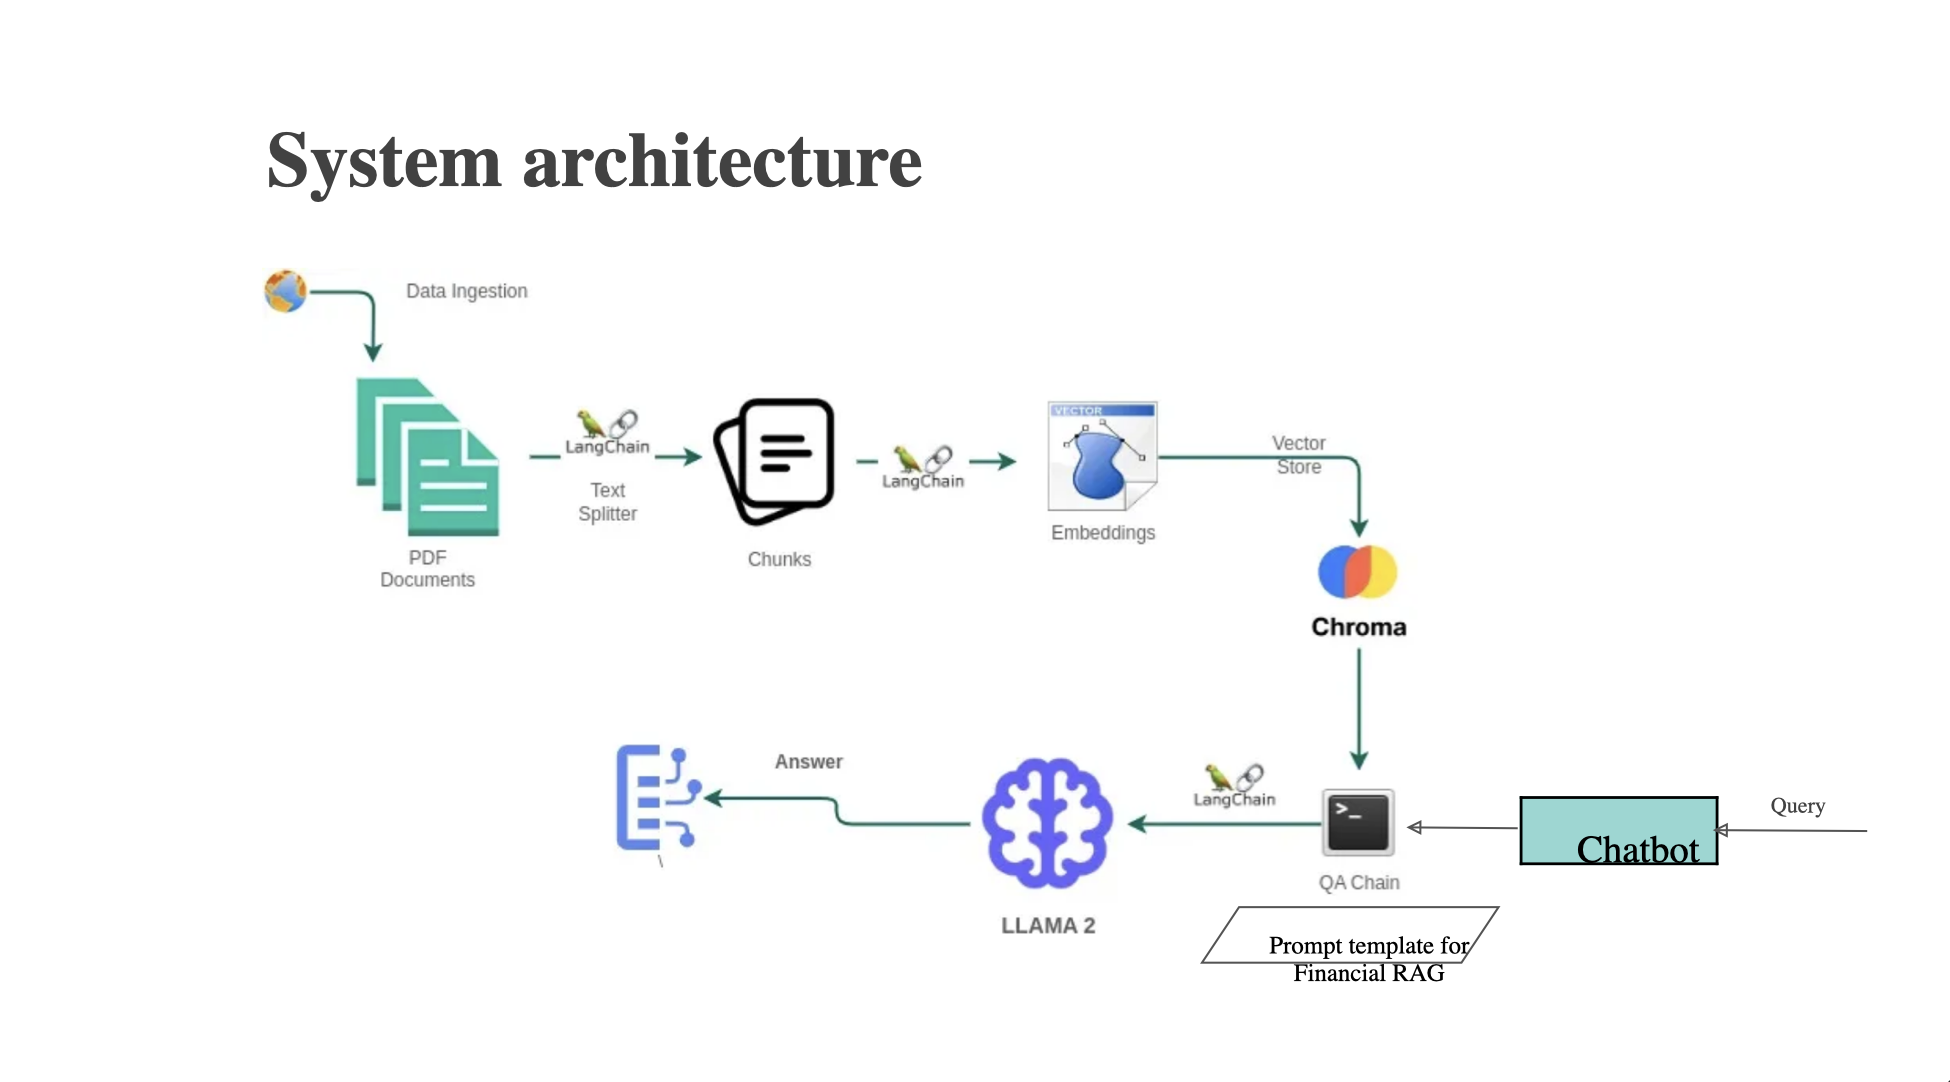 System architecture
Data Ingestion
LangChain
Text
Splitter
PDF
Documents
Chunks
LangChain
VECTOR
Embeddings
Vector
Store
Chroma
Query
Chatbot
QA Chain
Prompt template for
Financial RAG
LangChain
LLAMA 2
Answer
\